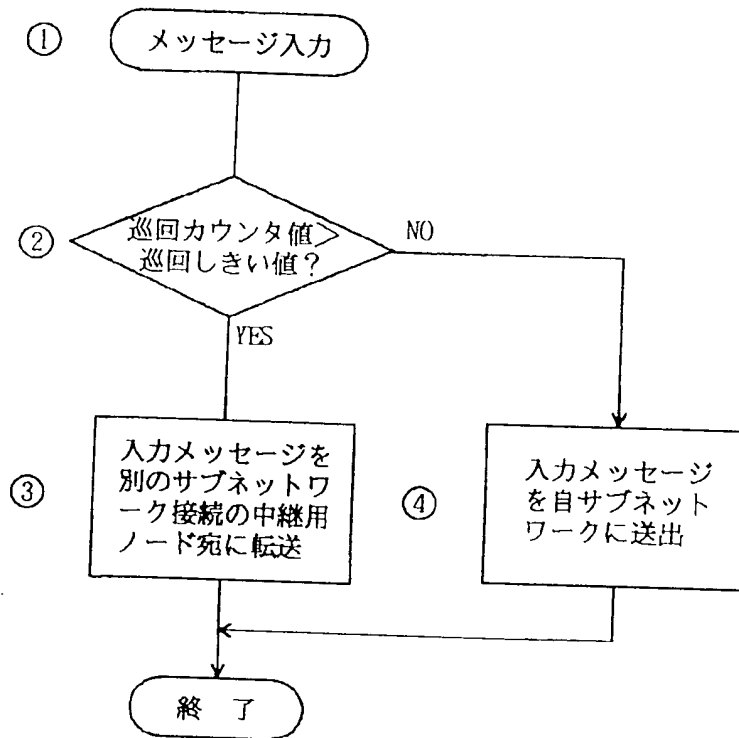 ① メッセージ入力
② 巡回カウンタ値>
巡回しきい値?
NO
YES
③ 入力メッセージを
別のサブネットワ
ーク接続の中継用
ノード宛に転送
④ 入力メッセージ
を自サブネット
ワークに送出
終 了